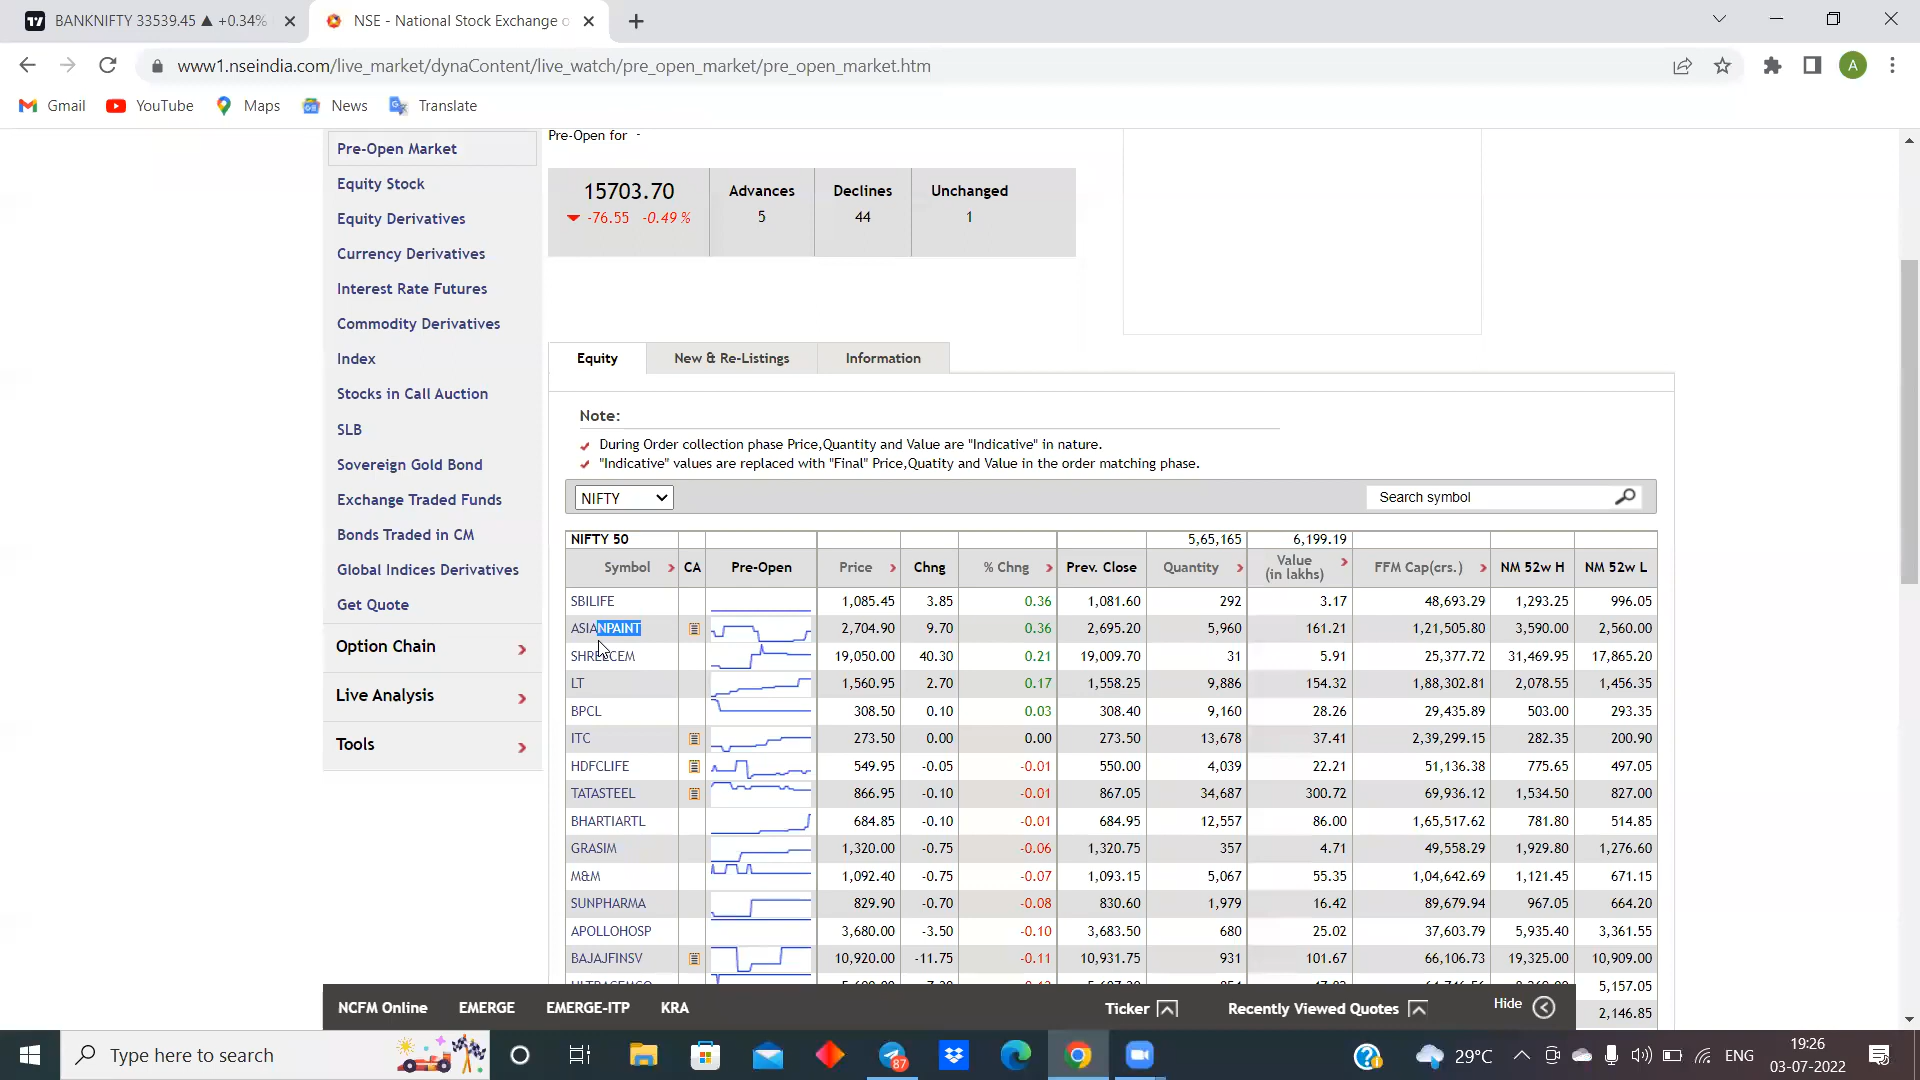 BANKNIFTY 33539.45 ▲ +0.34%
NSE - National Stock Exchange o
www1.nseindia.com/live_market/dynaContent/live_watch/pre_open_market/pre_open_market.htm
A
Gmail YouTube Maps News Translate
Pre-Open for -
Pre-Open Market
Equity Stock
Equity Derivatives
Currency Derivatives
Interest Rate Futures
Commodity Derivatives
Index
Stocks in Call Auction
SLB
Sovereign Gold Bond
Exchange Traded Funds
Bonds Traded in CM
Global Indices Derivatives
Get Quote
Option Chain
Live Analysis
Tools
15703.70 Advances Declines Unchanged
-76.55 -0.49 % 5 44 1
Equity New & Re-Listings Information
Note:
During Order collection phase Price,Quantity and Value are "Indicative" in nature.
"Indicative" values are replaced with "Final" Price,Quatity and Value in the order matching phase.
NIFTY Search symbol
NIFTY 50 5,65,165 6,199.19
Symbol CA Pre-Open Price Chng % Chng Prev. Close Quantity Value (in lakhs) FFM Cap(crs.) NM 52w H NM 52w L
SBILIFE 1,085.45 3.85 0.36 1,081.60 292 3.17 48,693.29 1,293.25 996.05
ASIANPAINT 2,704.90 9.70 0.36 2,695.20 5,960 161.21 1,21,505.80 3,590.00 2,560.00
SHREECEM 19,050.00 40.30 0.21 19,009.70 31 5.91 25,377.72 31,469.95 17,865.20
LT 1,560.95 2.70 0.17 1,558.25 9,886 154.32 1,88,302.81 2,078.55 1,456.35
BPCL 308.50 0.10 0.03 308.40 9,160 28.26 29,435.89 503.00 293.35
ITC 273.50 0.00 0.00 273.50 13,678 37.41 2,39,299.15 282.35 200.90
HDFCLIFE 549.95 -0.05 -0.01 550.00 4,039 22.21 51,136.38 775.65 497.05
TATASTEEL 866.95 -0.10 -0.01 867.05 34,687 300.72 69,936.12 1,534.50 827.00
BHARTIARTL 684.85 -0.10 -0.01 684.95 12,557 86.00 1,65,517.62 781.80 514.85
GRASIM 1,320.00 -0.75 -0.06 1,320.75 357 4.71 49,558.29 1,929.80 1,276.60
M&M 1,092.40 -0.75 -0.07 1,093.15 5,067 55.35 1,04,642.69 1,121.45 671.15
SUNPHARMA 829.90 -0.70 -0.08 830.60 1,979 16.42 89,679.94 967.05 664.20
APOLLOHOSP 3,680.00 -3.50 -0.10 3,683.50 680 25.02 37,603.79 5,935.40 3,361.55
BAJAJFINSV 10,920.00 -11.75 -0.11 10,931.75 931 101.67 66,106.73 19,325.00 10,909.00
5,157.05
2,146.85
NCFM Online EMERGE EMERGE-ITP KRA Ticker Recently Viewed Quotes Hide
Type here to search
87
29°C ENG
19:26
03-07-2022